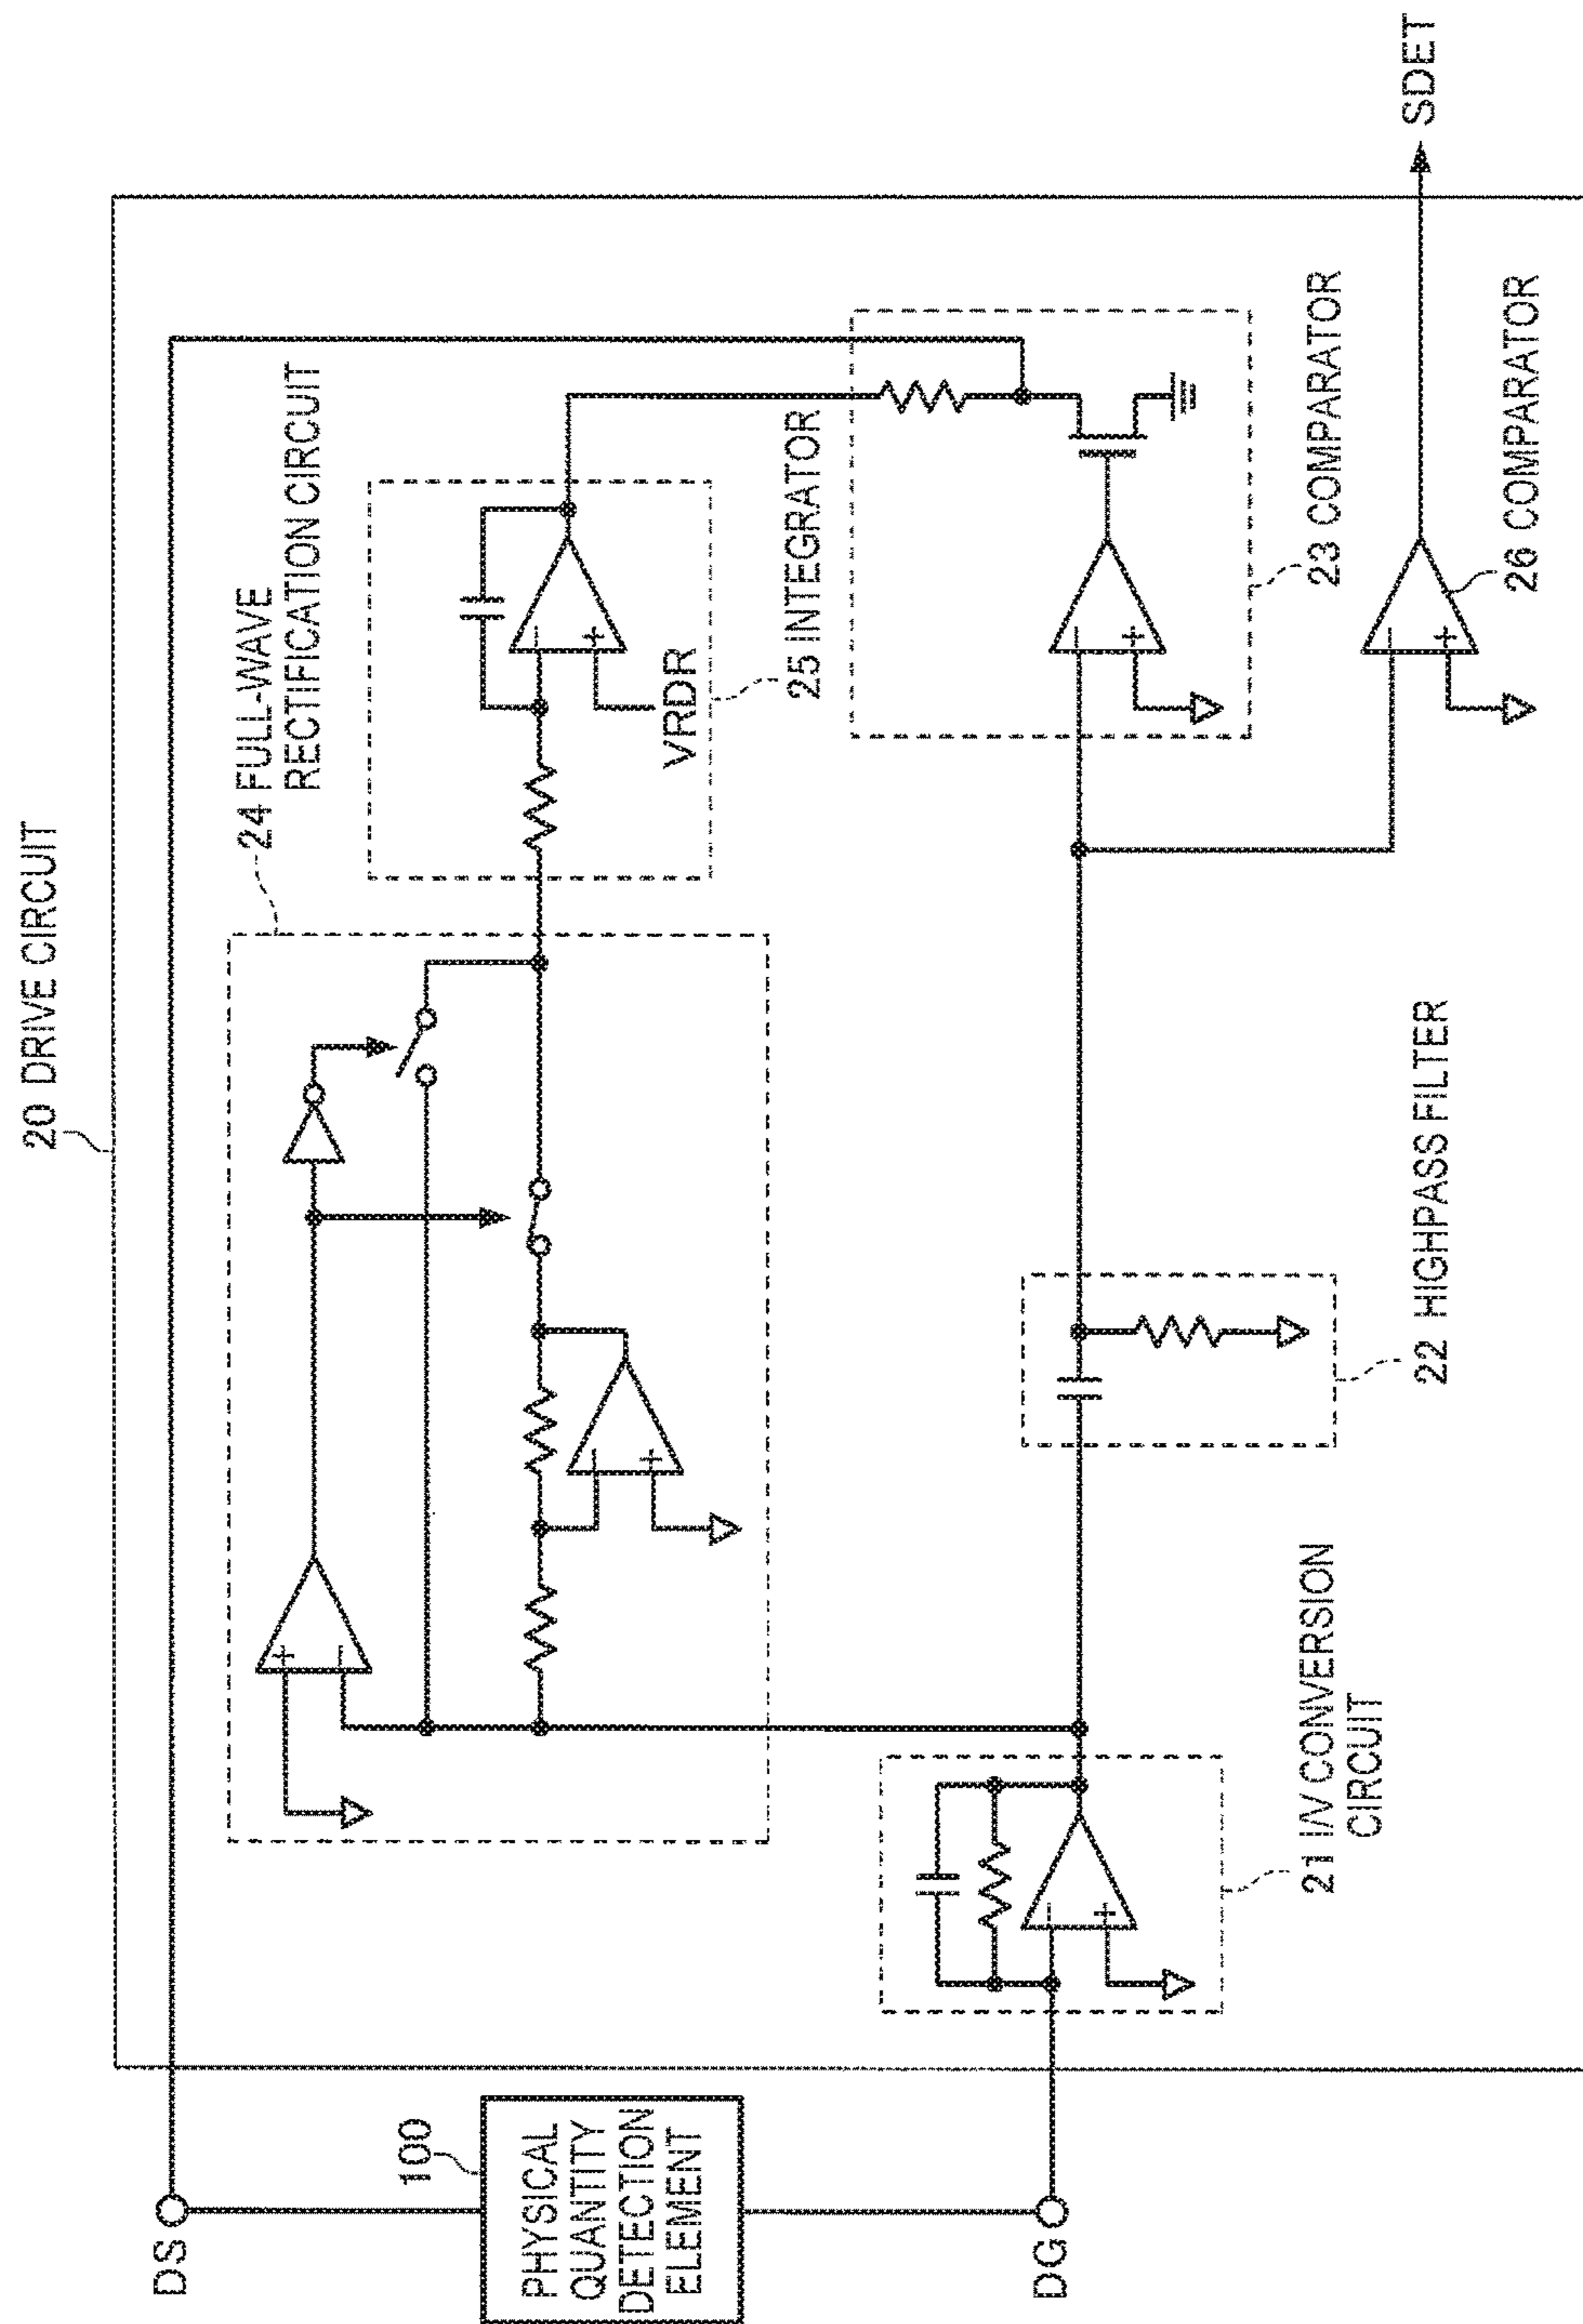 20 DRIVE CIRCUIT
DS
100
PHYSICAL
QUANTITY
DETECTION
ELEMENT
DG
24 FULL-WAVE
RECTIFICATION CIRCUIT
+
−
−
+
−
+
VRDR
25 INTEGRATOR
−
+
21 I/V CONVERSION
CIRCUIT
22 HIGHPASS FILTER
−
+
23 COMPARATOR
−
+
26 COMPARATOR
SDET